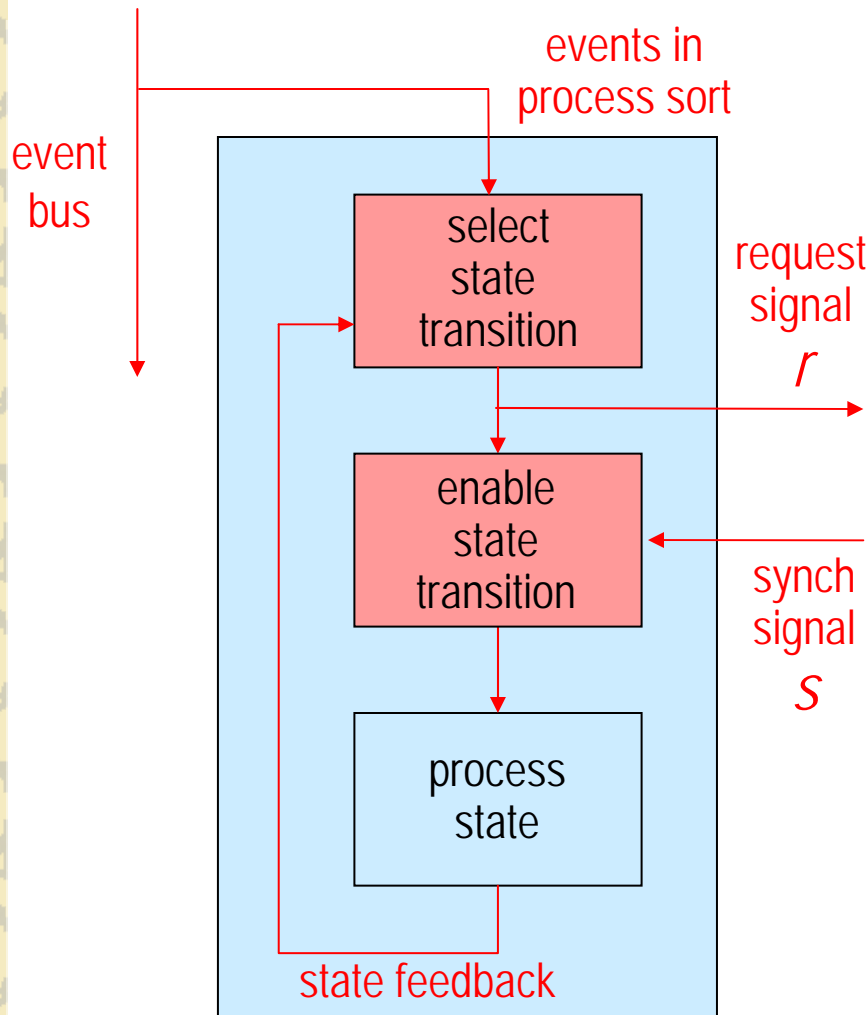 events in
process sort
event
bus
select
state
transition
request
signal
r
enable
state
transition
synch
signal
s
process
state
state feedback